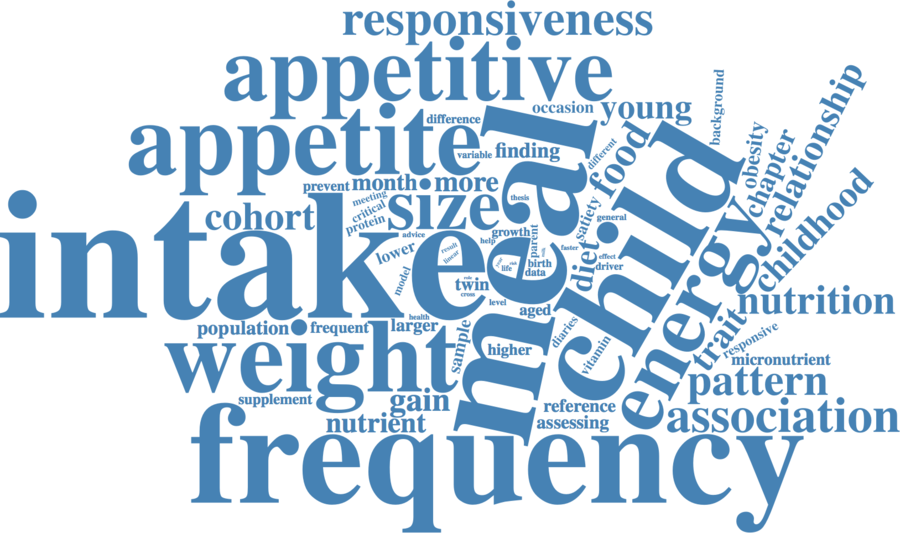 responsiveness
appetitive
appetite
difference
occasion
young
background
variable
finding
different
food
meal
child
obesity
chapter
relationship
childhood
prevent
month
more
meeting
critical
protein
size
thesis
satiety
general
intake
cohort
advice
growth
help
parent
diet
faster
effect
driver
energy
lower
result
linear
model
life
risk
birth
data
twin
cross
level
aged
nutrition
trait
responsive
micronutrient
health
population
frequent
larger
sample
higher
diaries
vitamin
weight
supplement
gain
nutrient
reference
assessing
pattern
association
frequency